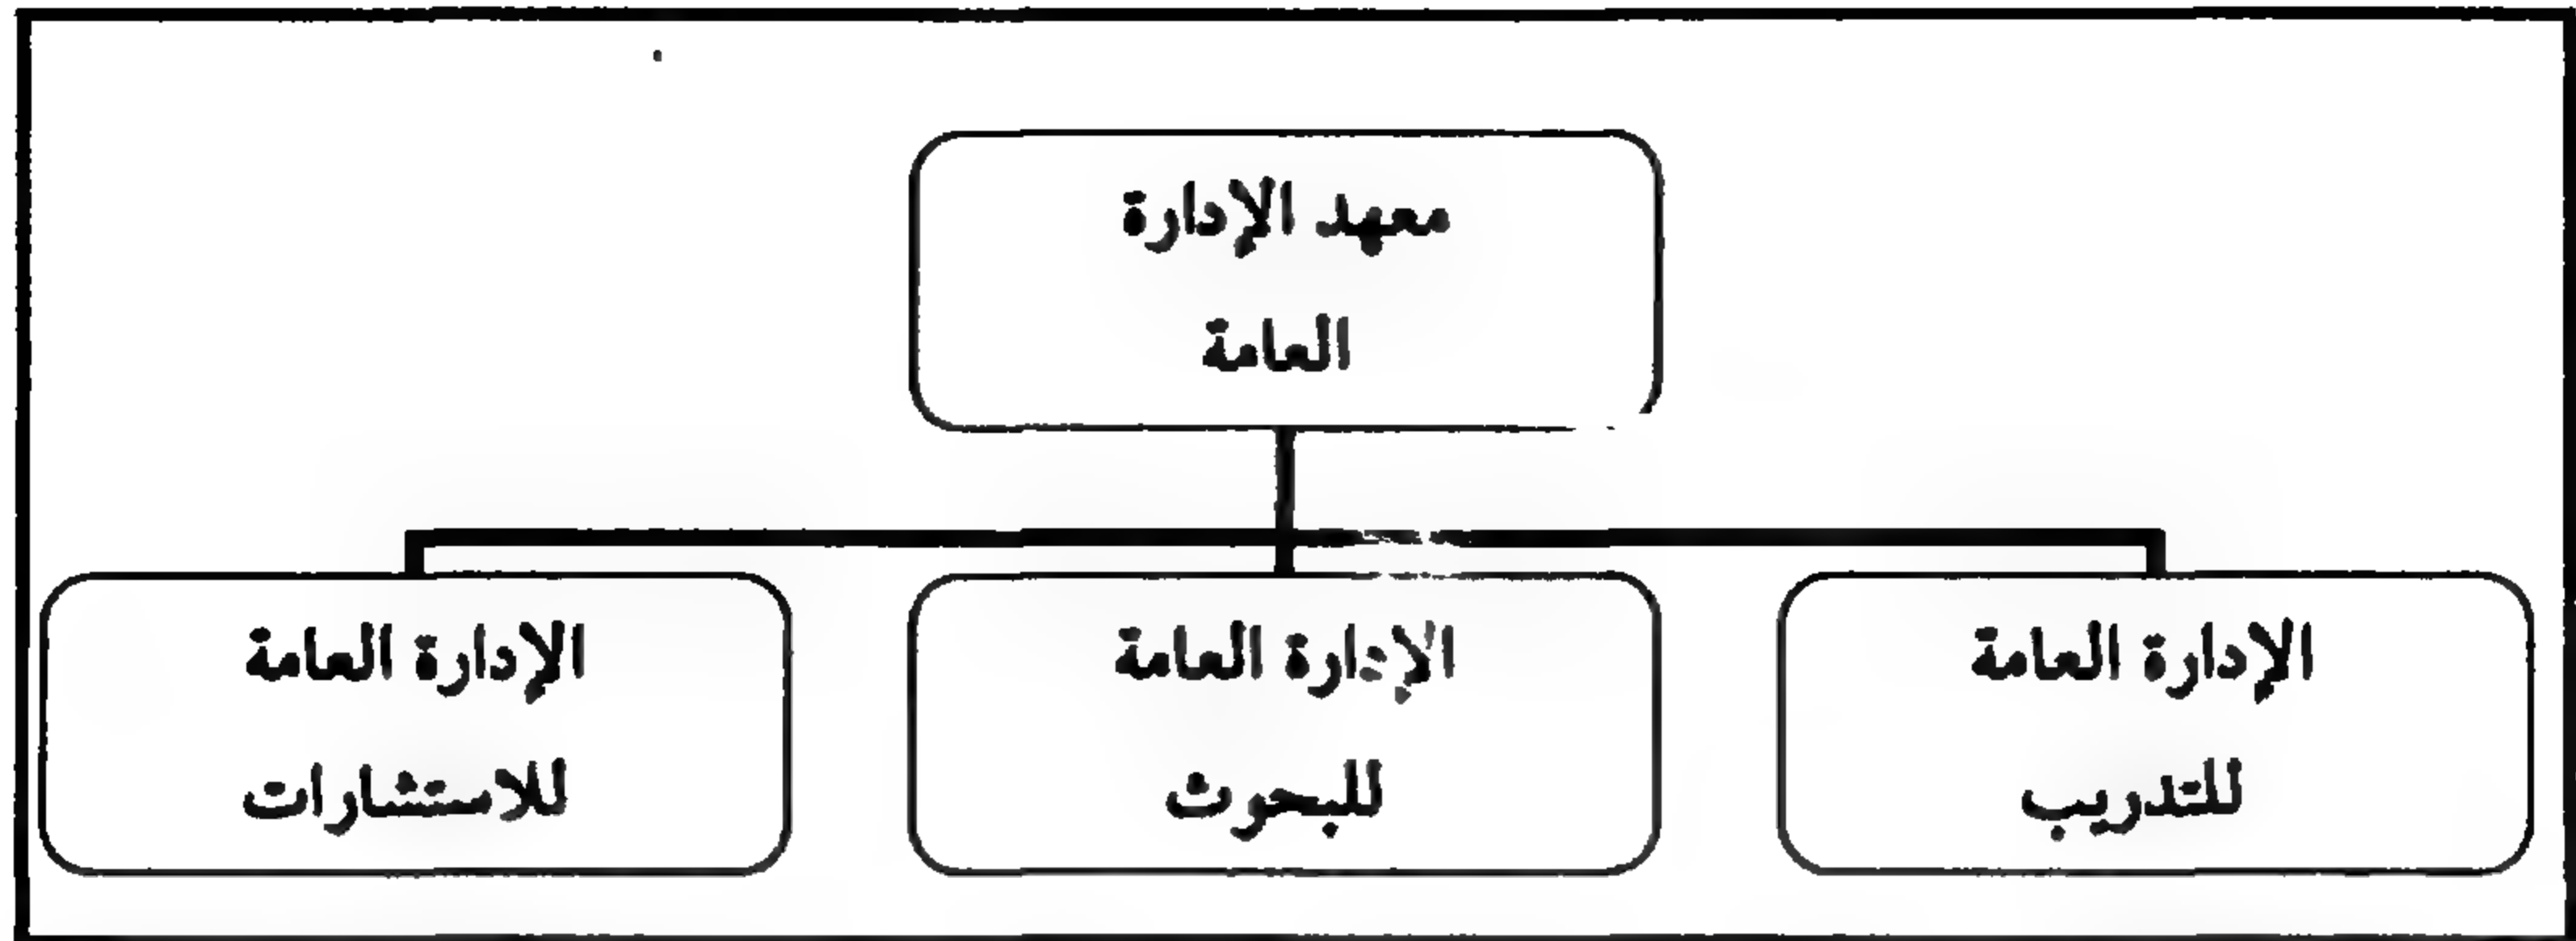 معهد الإدارة
العامة
الإدارة العامة
للتدريب
الإدارة العامة
للبحوث
الإدارة العامة
للاستشارات